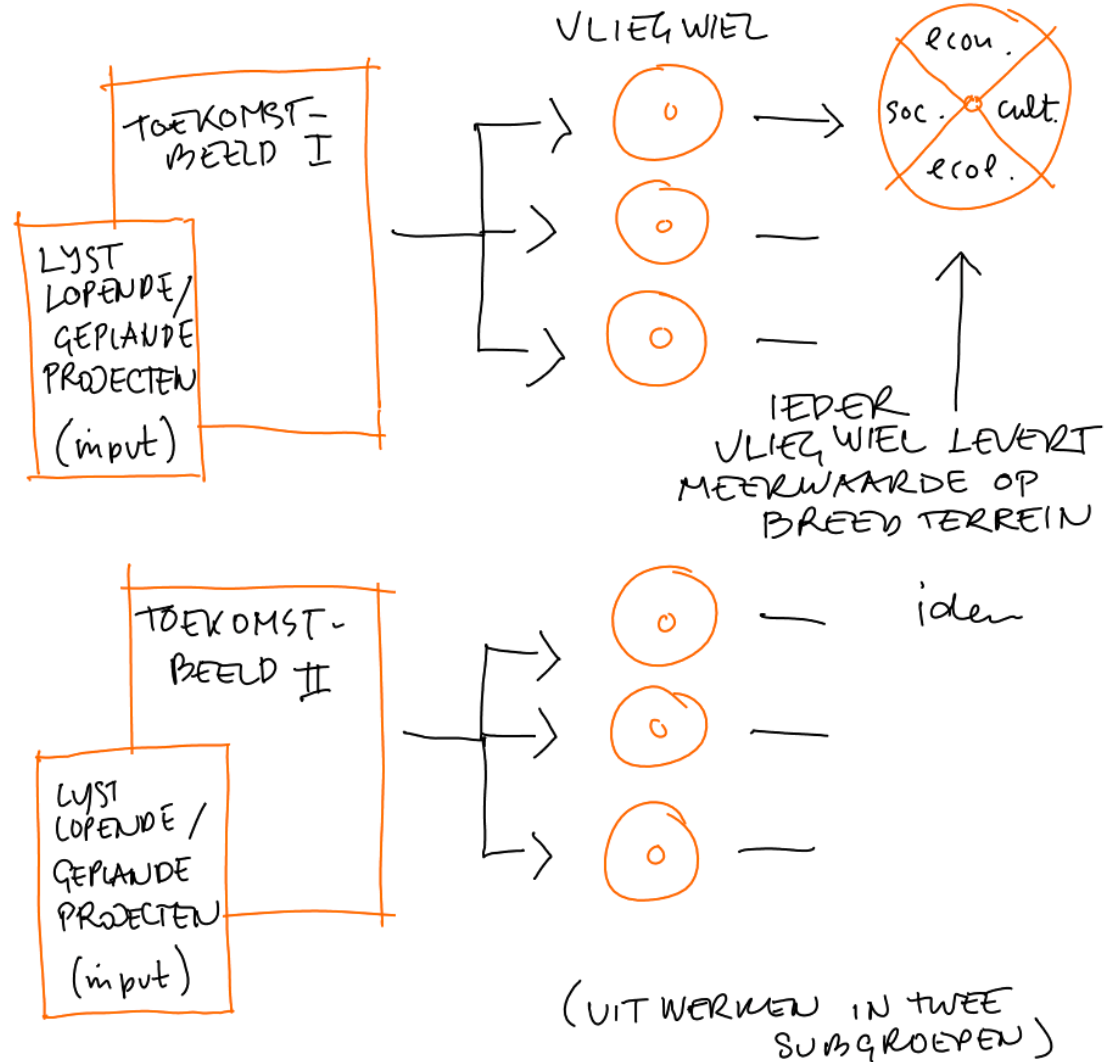 VLIEGWIEL
TOEKOMST-
BEELD I
LYST
LOPENDE/
GEPLANDE
PROJECTEN
(input)
econ.
soc. cult.
ecol.
IEDER
VLIEGWIEL LEVERT
MEERWAARDE OP
BREED TERREIN
TOEKOMST-
BEELD II
LYST
LOPENDE/
GEPLANDE
PROJECTEN
(input)
idem
(UITWERKEN IN TWEE
SUBGROEPEN)